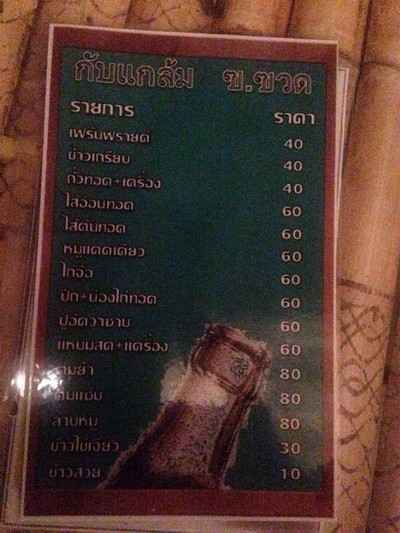 กับแกล้ม ซ.ซวด
รายการ ราคา
เฟร้นฟรายด์ 40
ข้าวเกรียบ 40
ถั่วทอด+เครื่อง 40
ไส้อ่อนทอด 60
ไส้ตันทอด 60
หมูแดดเดียว 60
ไก่จ๊อ 60
ปีก+น่องไก่ทอด 60
ปูอัดวาซาบิ 60
แหนมสด+เครื่อง 60
ต้มยำ 80
ต้มแซ่บ 80
ลาบหมู 80
ข้าวไข่เจียว 30
ข้าวสวย 10